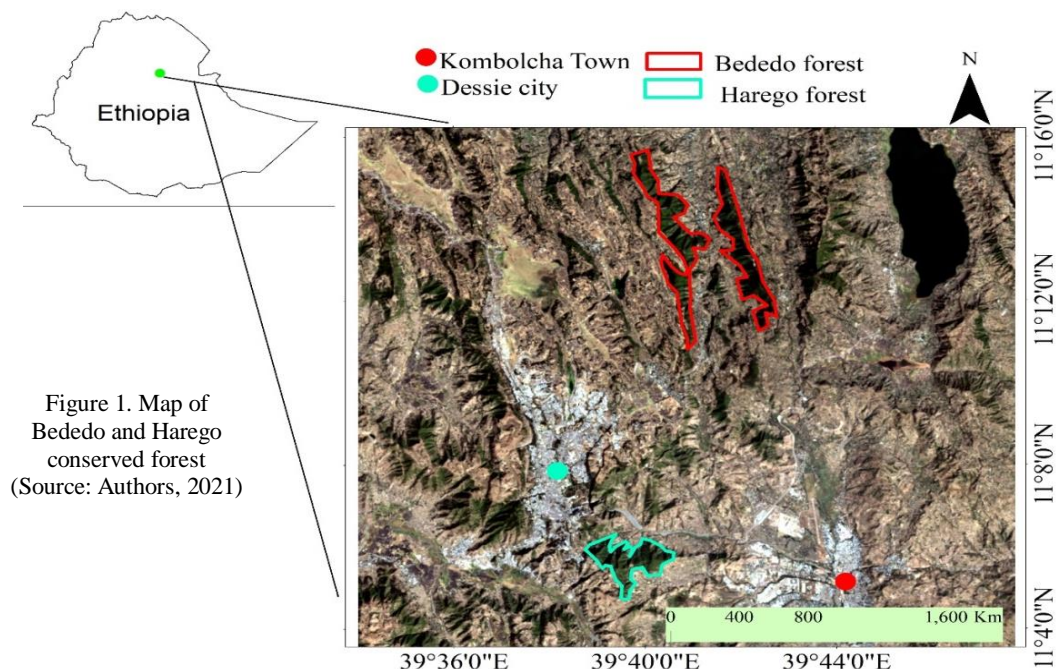 Ethiopia
Kombolcha Town
Dessie city
Bededo forest
Harego forest
N
11°16'0"N
11°12'0"N
11°8'0"N
11°4'0"N
Figure 1. Map of
Bededo and Harego
conserved forest
(Source: Authors, 2021)
0 400 800 1,600 Km
39°36'0"E 39°40'0"E 39°44'0"E